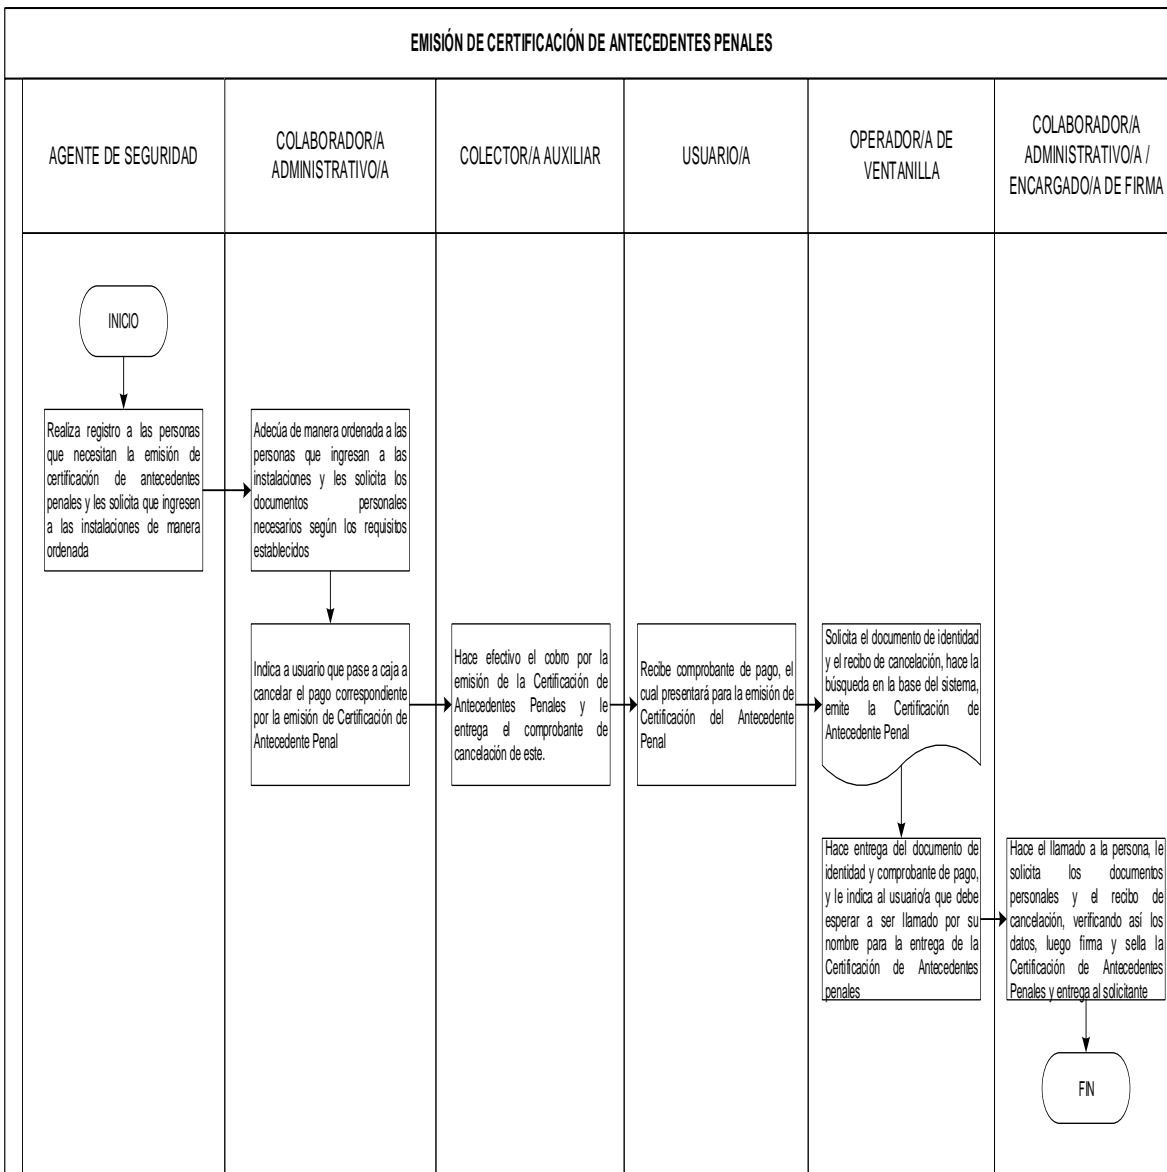 EMISIÓN DE CERTIFICACIÓN DE ANTECEDENTES PENALES
AGENTE DE SEGURIDAD
COLABORADOR/A
ADMINISTRATIVO/A
COLECTOR/A AUXILIAR
USUARIO/A
OPERADOR/A DE
VENTANILLA
COLABORADOR/A
ADMINISTRATIVO/A /
ENCARGADO/A DE FIRMA
INICIO
Realiza registro a las personas
que necesitan la emisión de
certificación de antecedentes
penales y les solicita que ingresen
a las instalaciones de manera
ordenada
Adecúa de manera ordenada a las
personas que ingresan a las
instalaciones y les solicita los
documentos personales
necesarios según los requisitos
establecidos
Indica a usuario que pase a caja a
cancelar el pago correspondiente
por la emisión de Certificación de
Antecedente Penal
Hace efectivo el cobro por la
emisión de la Certificación de
Antecedentes Penales y le
entrega el comprobante de
cancelación de este.
Recibe comprobante de pago, el
cual presentará para la emisión de
Certificación del Antecedente
Penal
Solicita el documento de identidad
y el recibo de cancelación, hace la
búsqueda en la base del sistema,
emite la Certificación de
Antecedente Penal
Hace entrega del documento de
identidad y comprobante de pago,
y le indica al usuario/a que debe
esperar a ser llamado por su
nombre para la entrega de la
Certificación de Antecedentes
penales
Hace el llamado a la persona, le
solicita los documentos
personales y el recibo de
cancelación, verificando así los
datos, luego firma y sella la
Certificación de Antecedentes
Penales y entrega al solicitante
FIN